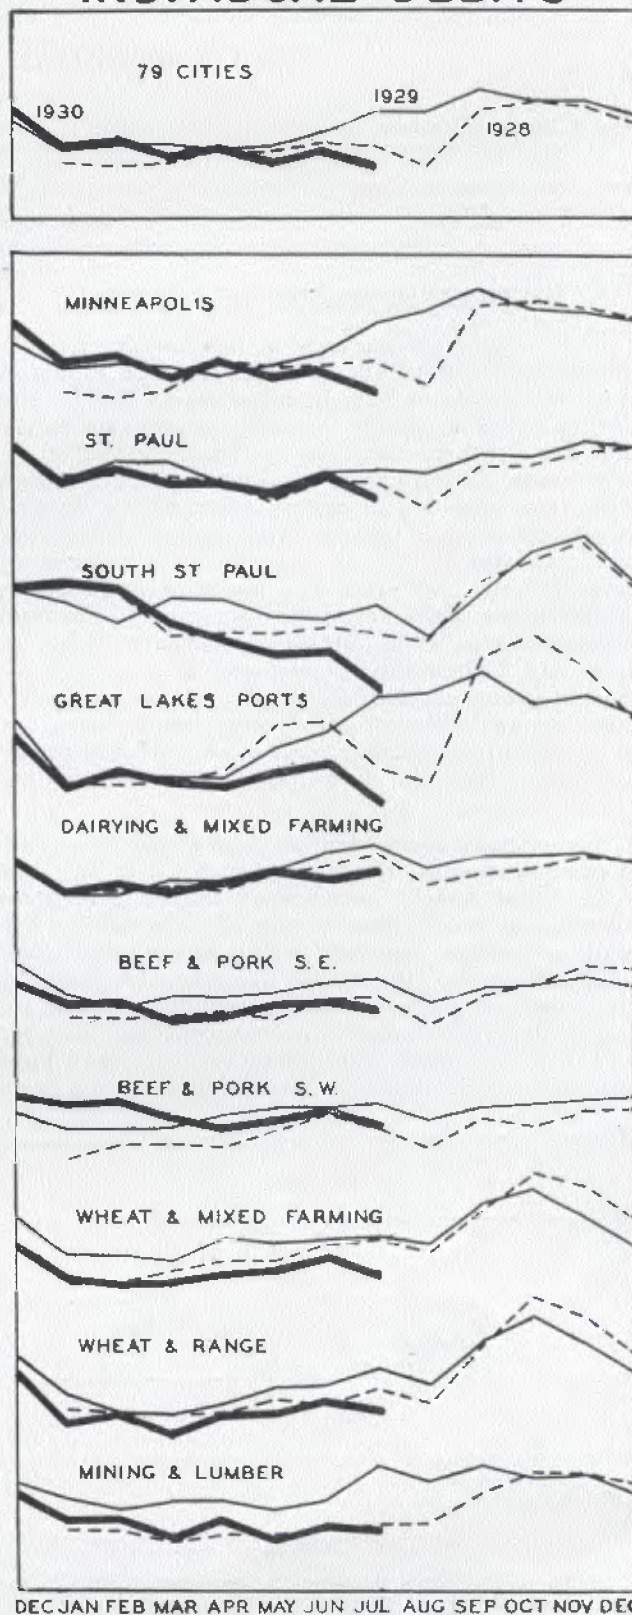 79 CITIES
1930
1929
1928
MINNEAPOLIS
ST. PAUL
SOUTH ST PAUL
GREAT LAKES PORTS
DAIRYING & MIXED FARMING
BEEF & PORK S.E.
BEEF & PORK S.W.
WHEAT & MIXED FARMING
WHEAT & RANGE
MINING & LUMBER
DEC JAN FEB MAR APR MAY JUN JUL AUG SEP OCT NOV DEC